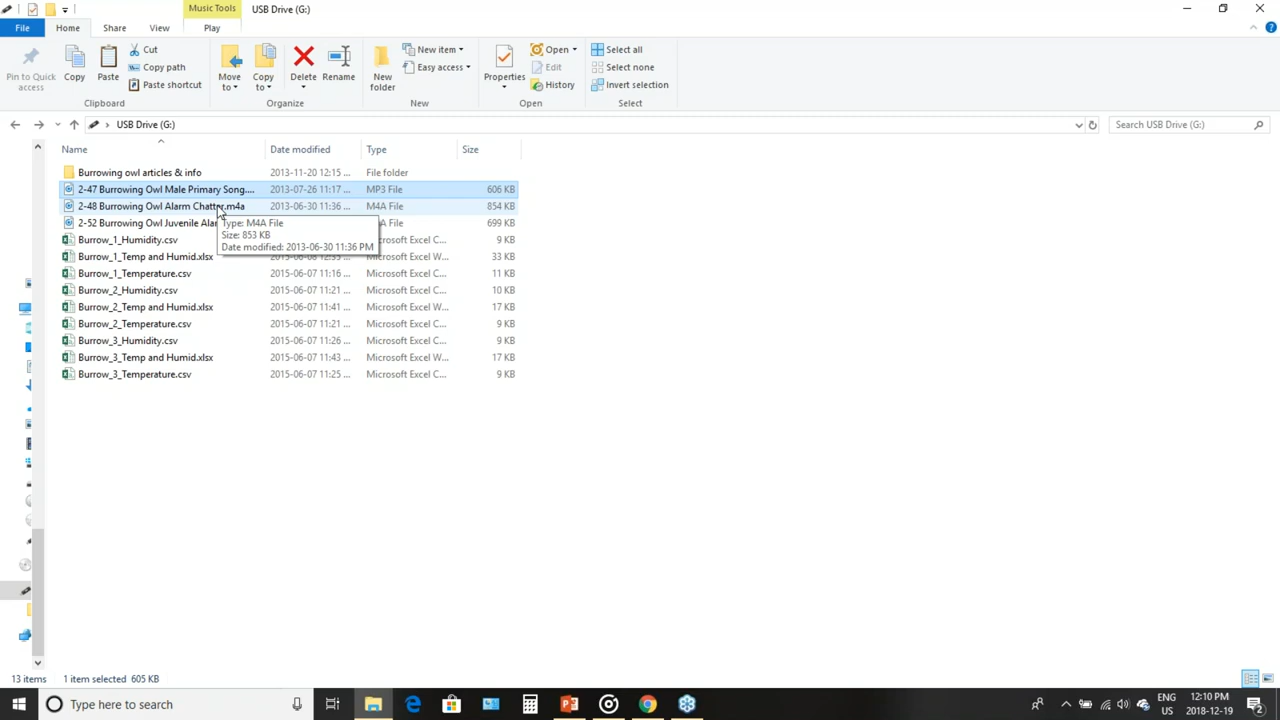 Music Tools
USB Drive (G:)
File
Home
Share
View
Play
Pin to Quick access
Copy
Paste
Cut
Copy path
Paste shortcut
Clipboard
Move to
Copy to
Delete
Rename
Organize
New folder
New item
Easy access
New
Properties
Open
Edit
History
Open
Select all
Select none
Invert selection
Select
USB Drive (G:)
Search USB Drive (G:)
Name Date modified Type Size
Burrowing owl articles & info 2013-11-20 12:15 ... File folder
2-47 Burrowing Owl Male Primary Song.... 2013-07-26 11:17 ... MP3 File 606 KB
2-48 Burrowing Owl Alarm Chatter.m4a 2013-06-30 11:36 ... M4A File 854 KB
2-52 Burrowing Owl Juvenile Alar A File 699 KB
Type: M4A File
Size: 853 KB
Date modified: 2013-06-30 11:36 PM
Burrow_1_Humidity.csv Microsoft Excel C... 9 KB
Burrow_1_Temp and Humid.xlsx Microsoft Excel W... 33 KB
Burrow_1_Temperature.csv 2015-06-07 11:16 ... Microsoft Excel C... 11 KB
Burrow_2_Humidity.csv 2015-06-07 11:21 ... Microsoft Excel C... 10 KB
Burrow_2_Temp and Humid.xlsx 2015-06-07 11:41 ... Microsoft Excel W... 17 KB
Burrow_2_Temperature.csv 2015-06-07 11:21 ... Microsoft Excel C... 9 KB
Burrow_3_Humidity.csv 2015-06-07 11:26 ... Microsoft Excel C... 9 KB
Burrow_3_Temp and Humid.xlsx 2015-06-07 11:43 ... Microsoft Excel W... 17 KB
Burrow_3_Temperature.csv 2015-06-07 11:25 ... Microsoft Excel C... 9 KB
13 items 1 item selected 605 KB
Type here to search
ENG
US
12:10 PM
2018-12-19
2